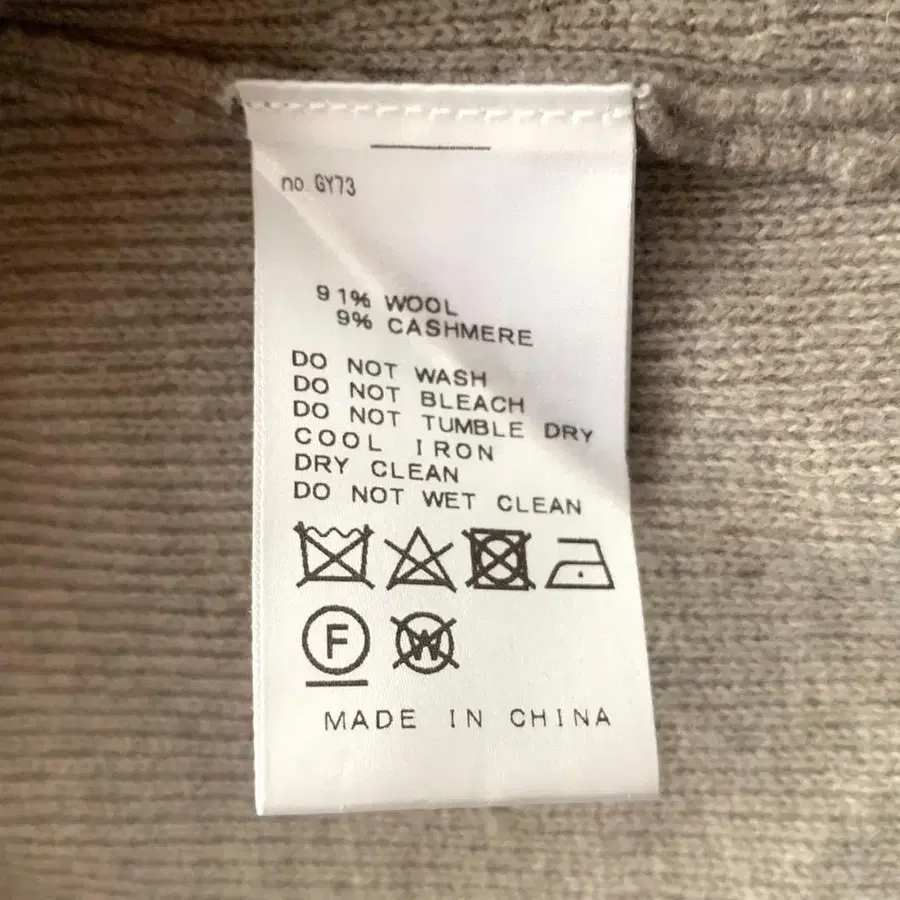 no. GY73
91% WOOL
9% CASHMERE
DO NOT WASH
DO NOT BLEACH
DO NOT TUMBLE DRY
COOL IRON
DRY CLEAN
DO NOT WET CLEAN
F W
MADE IN CHINA